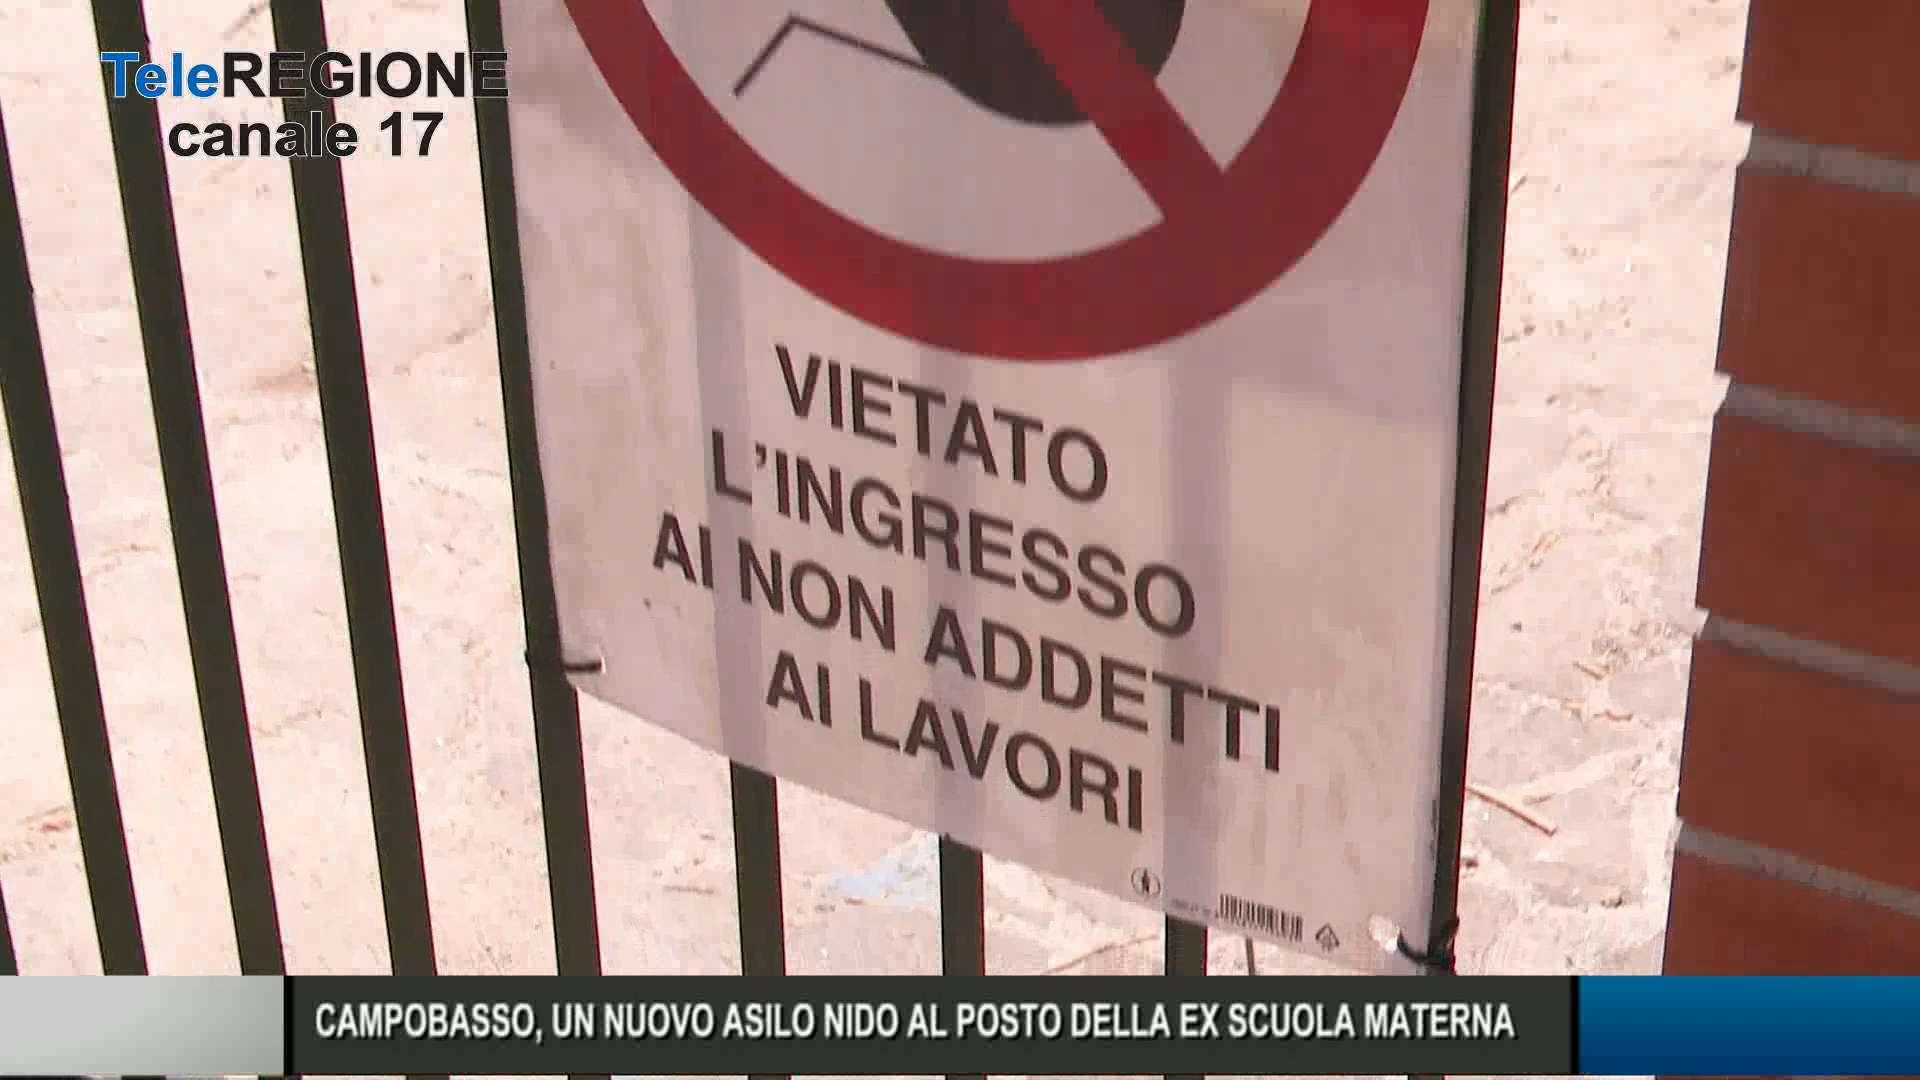 TeleREGIONE
canale 17
VIETATO
L'INGRESSO
AI NON ADDETTI
AI LAVORI
CAMPOBASSO, UN NUOVO ASILO NIDO AL POSTO DELLA EX SCUOLA MATERNA